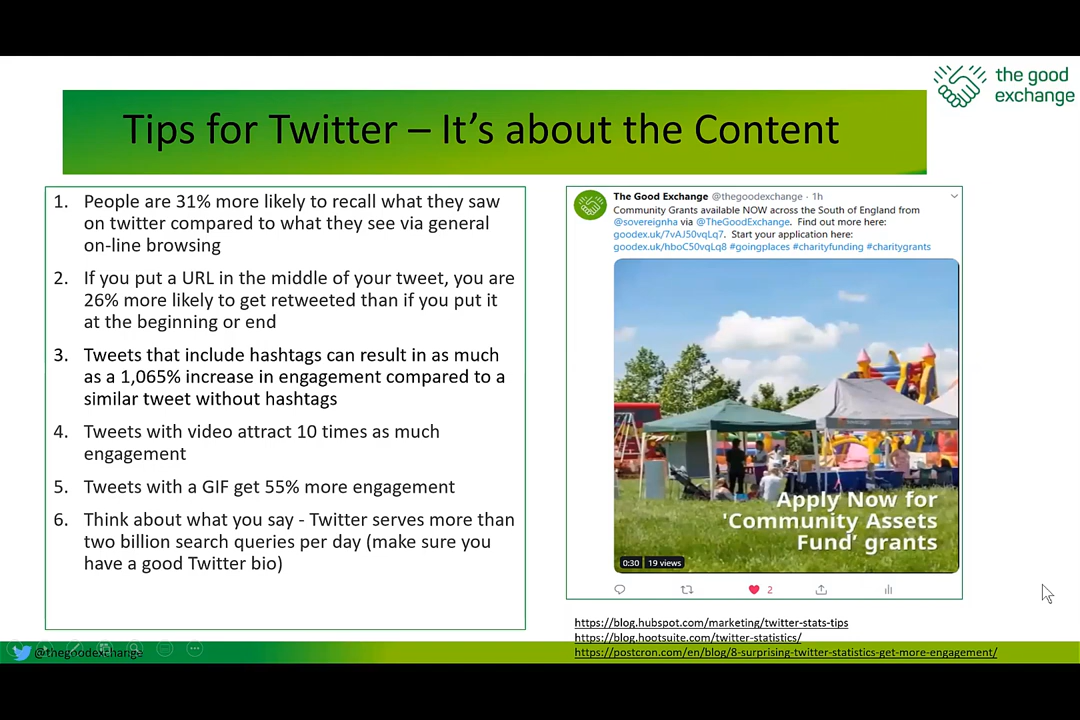 the good
exchange
Tips for Twitter – It's about the Content
1. People are 31% more likely to recall what they saw
on twitter compared to what they see via general
on-line browsing
2. If you put a URL in the middle of your tweet, you are
26% more likely to get retweeted than if you put it
at the beginning or end
3. Tweets that include hashtags can result in as much
as a 1,065% increase in engagement compared to a
similar tweet without hashtags
4. Tweets with video attract 10 times as much
engagement
5. Tweets with a GIF get 55% more engagement
6. Think about what you say - Twitter serves more than
two billion search queries per day (make sure you
have a good Twitter bio)
The Good Exchange @thegoodexchange · 1h
Community Grants available NOW across the South of England from
@sovereignha via @TheGoodExchange. Find out more here:
goodex.uk/7vAJ50vqLq7. Start your application here:
goodex.uk/hboC50vqLq8 #goingplaces #charityfunding #charitygrants
Apply Now for
'Community Assets
Fund' grants
0:30 19 views
2
https://blog.hubspot.com/marketing/twitter-stats-tips
https://blog.hootsuite.com/twitter-statistics/
https://postcron.com/en/blog/8-surprising-twitter-statistics-get-more-engagement/
@thegoodexchange